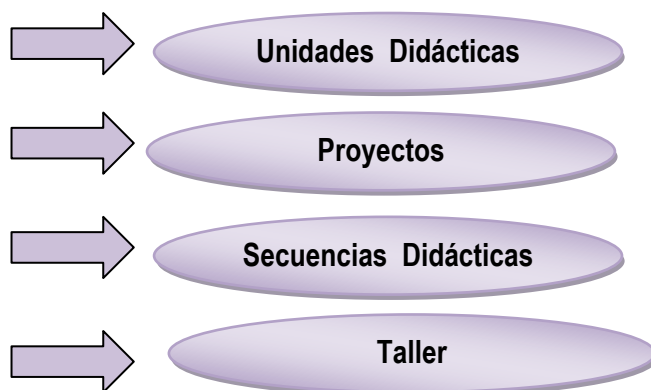 Unidades Didácticas
Proyectos
Secuencias Didácticas
Taller